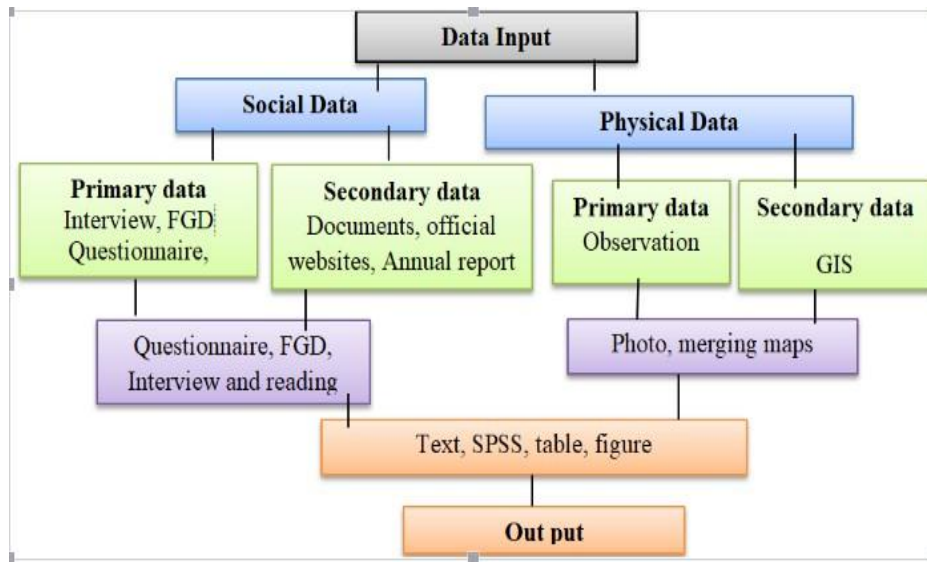 Data Input
Social Data
Physical Data
Primary data
Interview, FGD
Questionnaire,
Secondary data
Documents, official
websites, Annual report
Primary data
Observation
Secondary data
GIS
Questionnaire, FGD,
Interview and reading
Photo, merging maps
Text, SPSS, table, figure
Out put